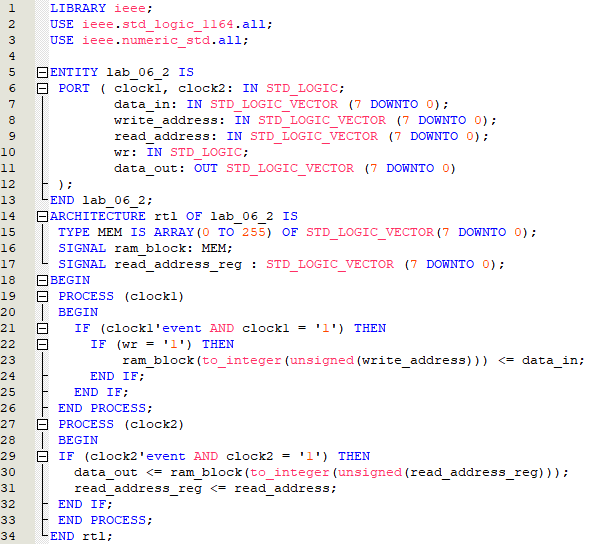 1 LIBRARY ieee;
2 USE ieee.std_logic_1164.all;
3 USE ieee.numeric_std.all;
4
5 ENTITY lab_06_2 IS
6 PORT ( clock1, clock2: IN STD_LOGIC;
7 data_in: IN STD_LOGIC_VECTOR (7 DOWNTO 0);
8 write_address: IN STD_LOGIC_VECTOR (7 DOWNTO 0);
9 read_address: IN STD_LOGIC_VECTOR (7 DOWNTO 0);
10 wr: IN STD_LOGIC;
11 data_out: OUT STD_LOGIC_VECTOR (7 DOWNTO 0)
12 );
13 END lab_06_2;
14 ARCHITECTURE rtl OF lab_06_2 IS
15 TYPE MEM IS ARRAY(0 TO 255) OF STD_LOGIC_VECTOR(7 DOWNTO 0);
16 SIGNAL ram_block: MEM;
17 SIGNAL read_address_reg : STD_LOGIC_VECTOR (7 DOWNTO 0);
18 BEGIN
19 PROCESS (clock1)
20 BEGIN
21 IF (clock1'event AND clock1 = '1') THEN
22 IF (wr = '1') THEN
23 ram_block(to_integer(unsigned(write_address))) <= data_in;
24 END IF;
25 END IF;
26 END PROCESS;
27 PROCESS (clock2)
28 BEGIN
29 IF (clock2'event AND clock2 = '1') THEN
30 data_out <= ram_block(to_integer(unsigned(read_address_reg)));
31 read_address_reg <= read_address;
32 END IF;
33 END PROCESS;
34 END rtl;